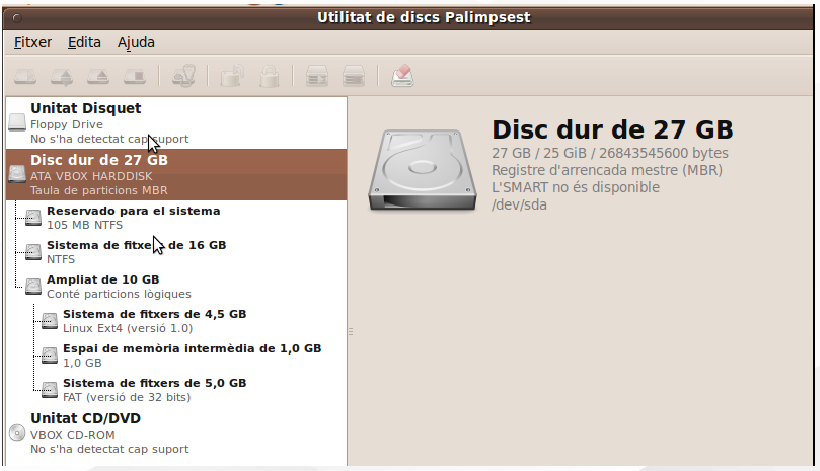 Utilitat de discs Palimpsest
Fitxer Edita Ajuda
Unitat Disquet
Floppy Drive
No s'ha detectat cap suport
Disc dur de 27 GB
ATA VBOX HARDDISK
Taula de particions MBR
Reservado para el sistema
105 MB NTFS
Sistema de fitxers de 16 GB
NTFS
Ampliat de 10 GB
Conté particions lògiques
Sistema de fitxers de 4,5 GB
Linux Ext4 (versió 1.0)
Espai de memòria intermèdia de 1,0 GB
1,0 GB
Sistema de fitxers de 5,0 GB
FAT (versió de 32 bits)
Unitat CD/DVD
VBOX CD-ROM
No s'ha detectat cap suport
Disc dur de 27 GB
27 GB / 25 GiB / 26843545600 bytes
Registre d'arrencada mestre (MBR)
L'SMART no és disponible
/dev/sda